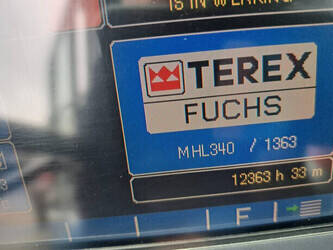 IS IN WERKING
TEREX
FUCHS
MHL340 / 1363
12363 h 33 m
F